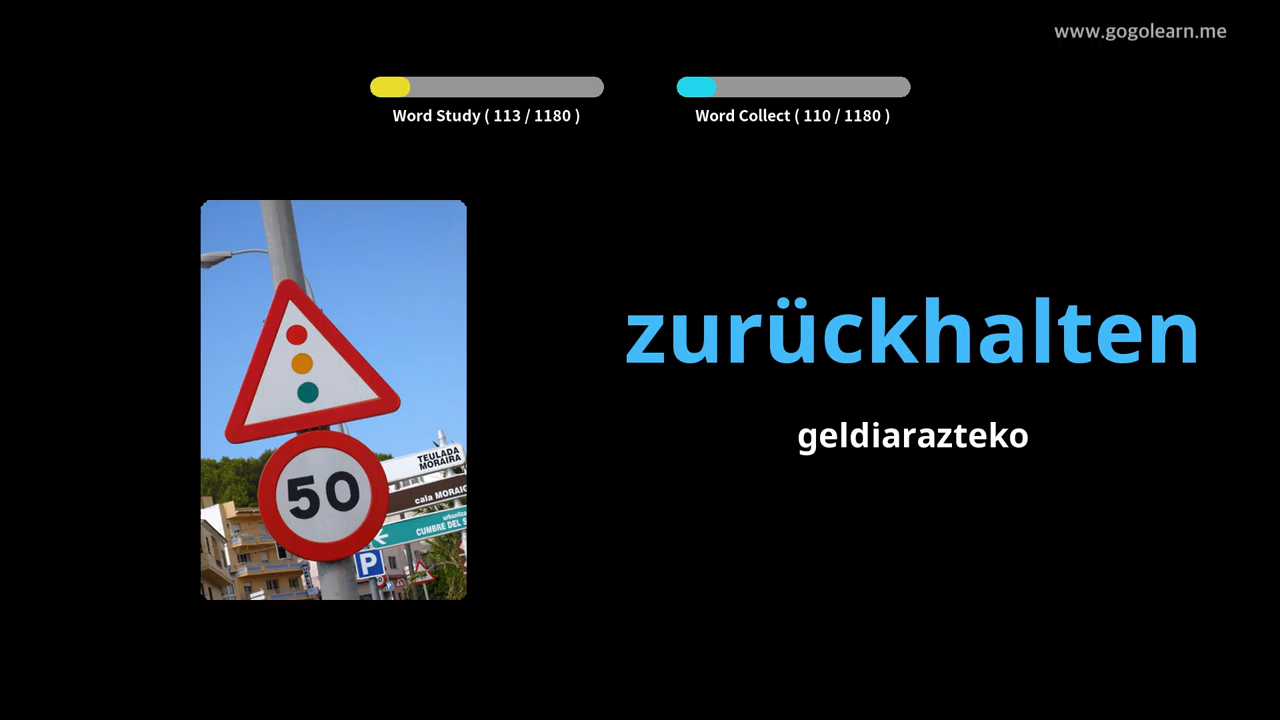 www.gogolearn.me
Word Study ( 113 / 1180 )
Word Collect ( 110 / 1180 )
zurückhalten
geldiarazteko
50
TEULADA
MORAIRA
cala MORAIG
CUMBRE DEL S
P